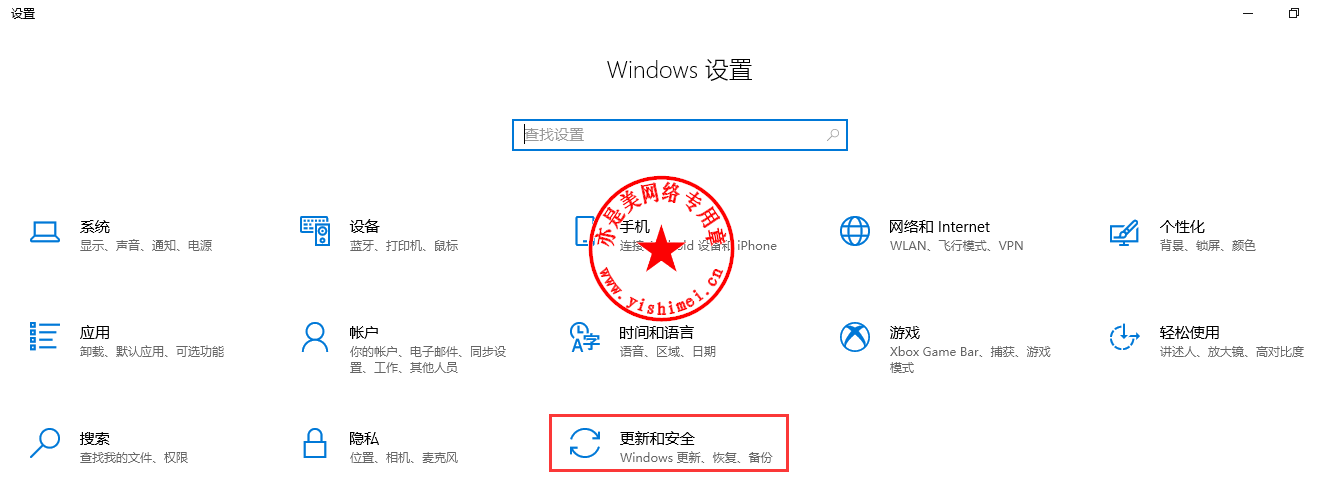 设置
Windows 设置
查找设置
系统
显示、声音、通知、电源
设备
蓝牙、打印机、鼠标
手机
连接 Android 设备和 iPhone
网络和 Internet
WLAN、飞行模式、VPN
个性化
背景、锁屏、颜色
亦是美网络专用章
www.yishimei.cn
应用
卸载、默认应用、可选功能
帐户
你的帐户、电子邮件、同步设
置、工作、其他人员
时间和语言
语音、区域、日期
游戏
Xbox Game Bar、捕获、游戏
模式
轻松使用
讲述人、放大镜、高对比度
搜索
查找我的文件、权限
隐私
位置、相机、麦克风
更新和安全
Windows 更新、恢复、备份